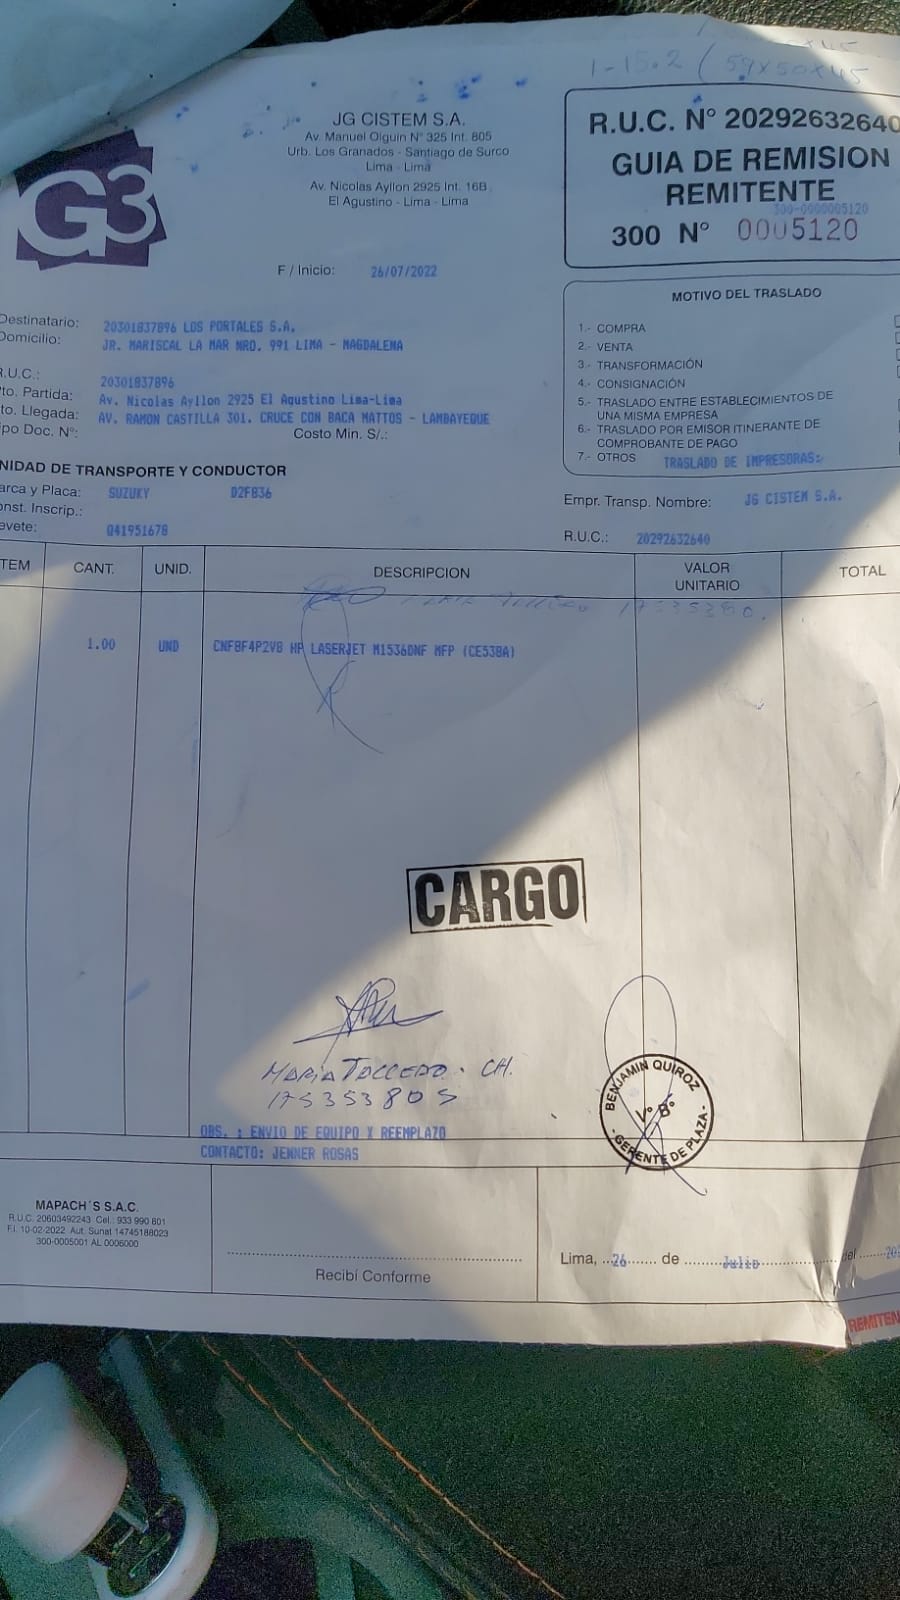 1-15.2 (59x50x45
G3
JG CISTEM S.A.
Av. Manuel Olguin N° 325 Int. 805
Urb. Los Granados - Santiago de Surco
Lima - Lima
Av. Nicolas Ayllon 2925 Int. 16B
El Agustino - Lima - Lima
R.U.C. N° 20292632640
GUIA DE REMISION
REMITENTE
300-0000005120
300 N° 0005120
F / Inicio: 26/07/2022
Destinatario: 20301837896 LOS PORTALES S.A.
Domicilio: JR. MARISCAL LA MAR NRO. 991 LIMA - MAGDALENA
R.U.C.: 20301837896
to. Partida: Av. Nicolas Ayllon 2925 El Agustino Lima-Lima
to. Llegada: AV. RAMON CASTILLA 301. CRUCE CON BACA MATTOS - LAMBAYEQUE
ipo Doc. N°: Costo Min. S/.:
MOTIVO DEL TRASLADO
1.- COMPRA
2.- VENTA
3.- TRANSFORMACIÓN
4.- CONSIGNACIÓN
5.- TRASLADO ENTRE ESTABLECIMIENTOS DE
UNA MISMA EMPRESA
6.- TRASLADO POR EMISOR ITINERANTE DE
COMPROBANTE DE PAGO
7.- OTROS TRASLADO DE IMPRESORAS:
NIDAD DE TRANSPORTE Y CONDUCTOR
arca y Placa: SUZUKY D2F836
onst. Inscrip.:
evete: Q41951678
Empr. Transp. Nombre: JG CISTEM S.A.
R.U.C.: 20292632640
TEM CANT. UNID. DESCRIPCION VALOR UNITARIO TOTAL
17535380.
1.00 UND CNF8F4P2V8 HP LASERJET M1536DNF MFP (CE538A)
CARGO
MARIA TOCCEDO. CH.
175353805
BENJAMIN QUIROZ
V° B°
- GERENTE DE PLAZA -
OBS. : ENVIO DE EQUIPO X REEMPLAZO
CONTACTO: JENNER ROSAS
MAPACH´S S.A.C.
R.U.C. 20603492243 Cel.: 933 990 801
F.I. 10-02-2022 Aut. Sunat 14745188023
300-0005001 AL 0006000
Recibí Conforme
Lima, 26 de Julio del 202
REMITEN